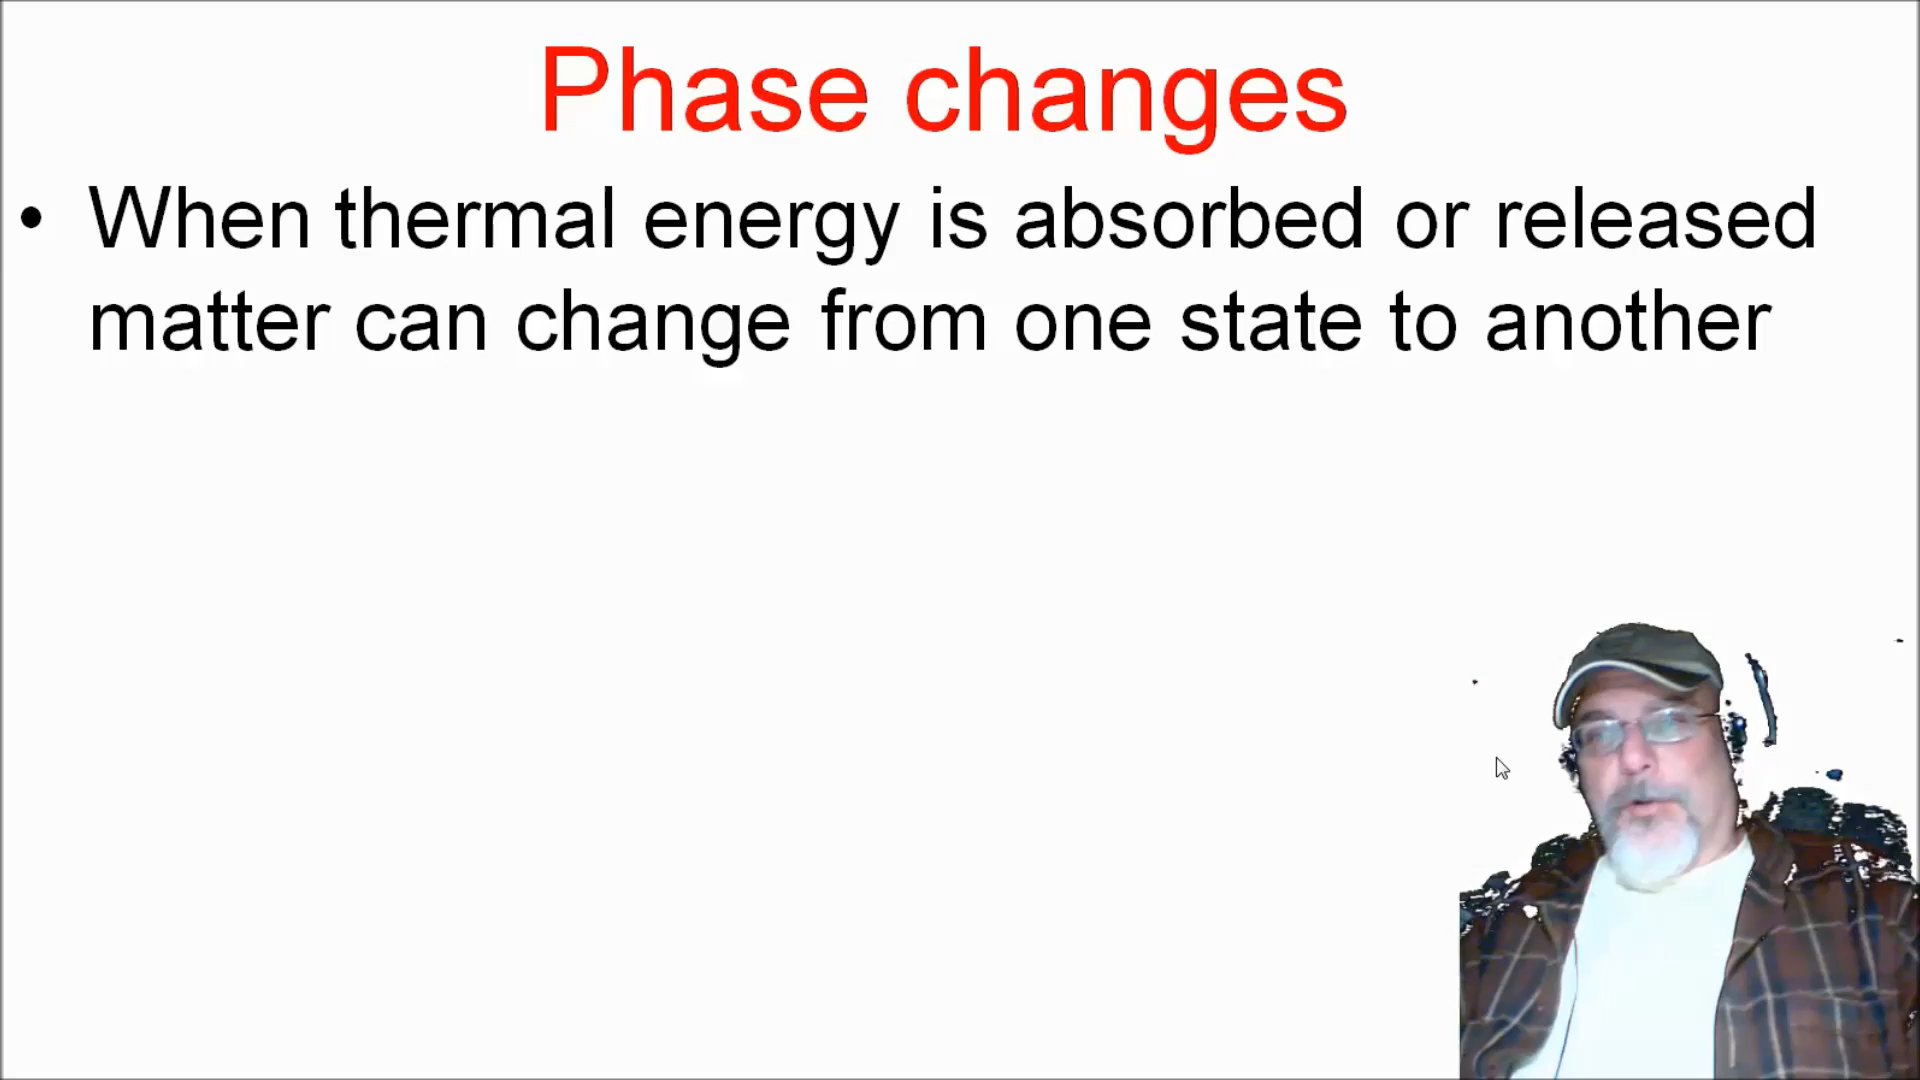 Phase changes
• When thermal energy is absorbed or released
matter can change from one state to another